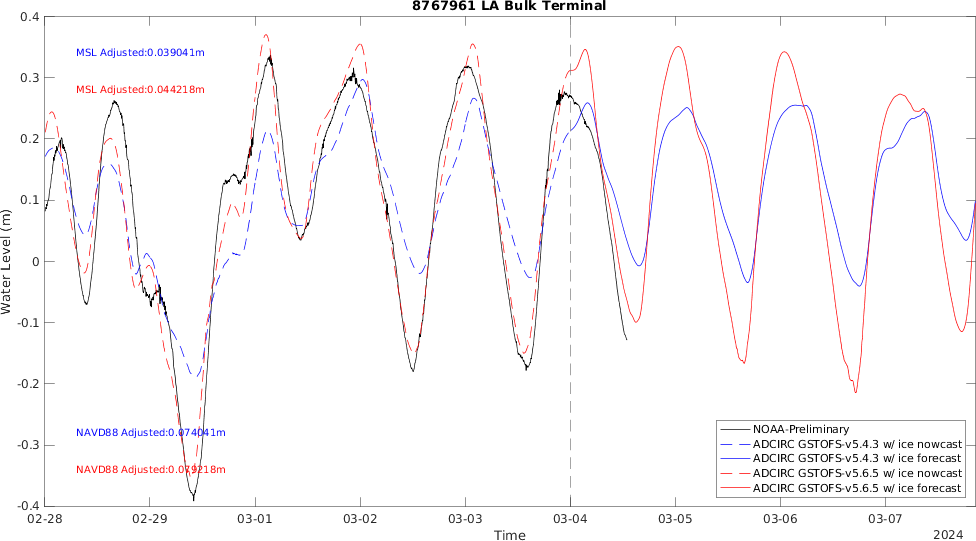 8767961 LA Bulk Terminal
0.4
0.3
0.2
0.1
0
-0.1
-0.2
-0.3
-0.4
Water Level (m)
MSL Adjusted:0.039041m
MSL Adjusted:0.044218m
NAVD88 Adjusted:0.074041m
NAVD88 Adjusted:0.079218m
NOAA-Preliminary
ADCIRC GSTOFS-v5.4.3 w/ ice nowcast
ADCIRC GSTOFS-v5.4.3 w/ ice forecast
ADCIRC GSTOFS-v5.6.5 w/ ice nowcast
ADCIRC GSTOFS-v5.6.5 w/ ice forecast
02-28 02-29 03-01 03-02 03-03 03-04 03-05 03-06 03-07
Time
2024